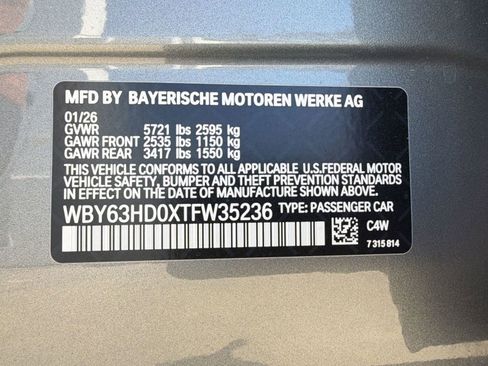 MFD BY BAYERISCHE MOTOREN WERKE AG
01/26
GVWR 5721 lbs 2595 kg
GAWR FRONT 2535 lbs 1150 kg
GAWR REAR 3417 lbs 1550 kg
THIS VEHICLE CONFORMS TO ALL APPLICABLE U.S.FEDERAL MOTOR
VEHICLE SAFETY, BUMPER AND THEFT PREVENTION STANDARDS
IN EFFECT ON THE DATE OF MANUFACTURE SHOWN ABOVE.
WBY63HD0XTFW35236 TYPE: PASSENGER CAR
C4W
7 315 814